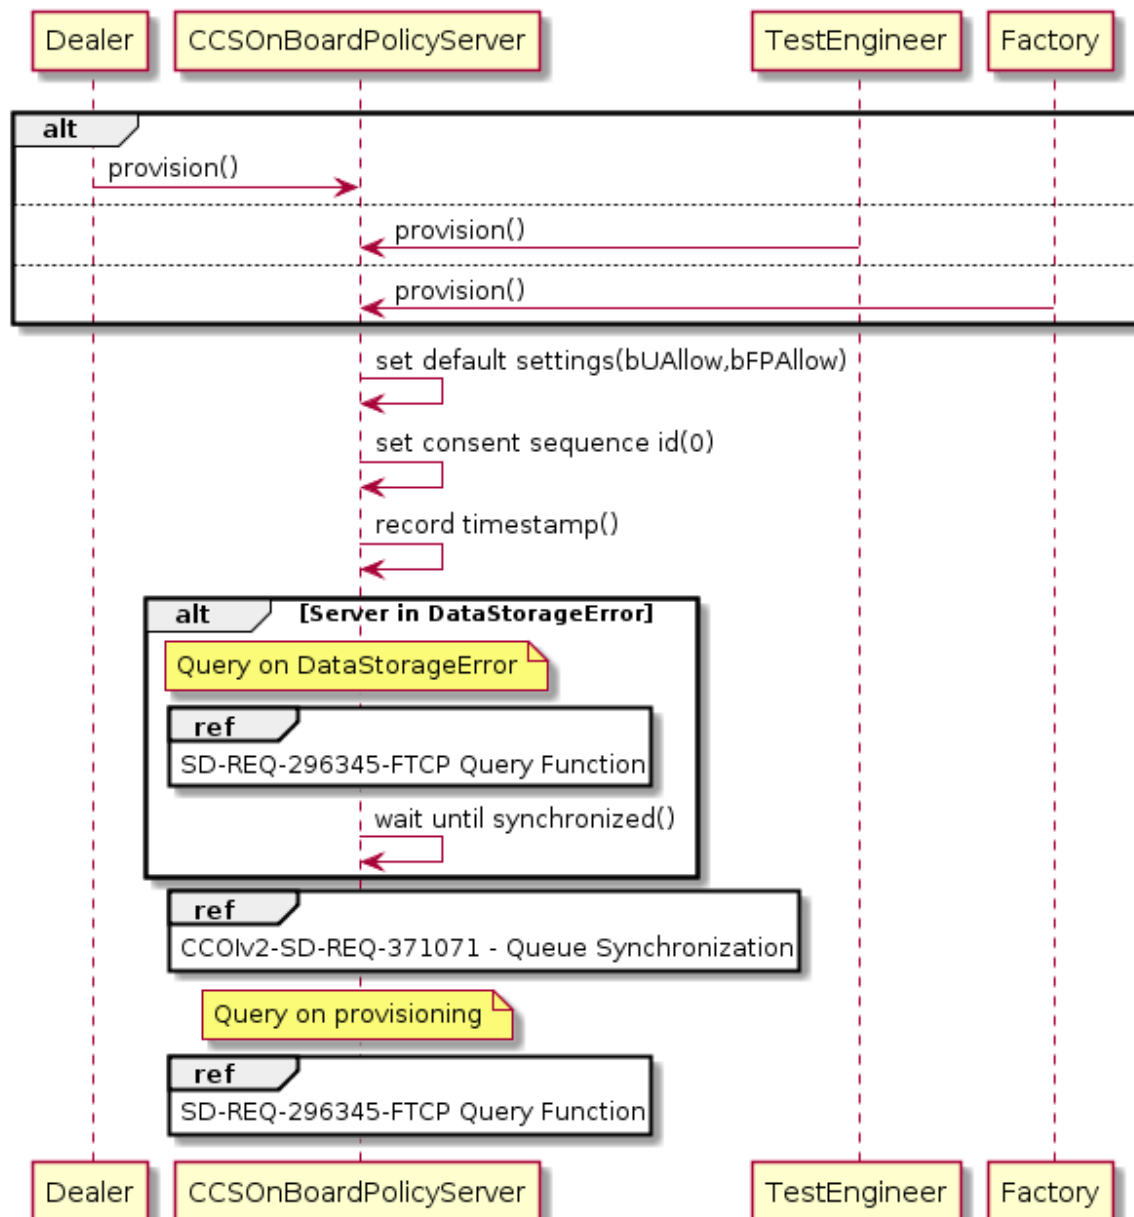 Dealer CCSOnBoardPolicyServer TestEngineer Factory
alt
provision()
provision()
provision()
set default settings(bUAllow,bFPAllow)
set consent sequence id(0)
record timestamp()
alt [Server in DataStorageError]
Query on DataStorageError
ref
SD-REQ-296345-FTCP Query Function
wait until synchronized()
ref
CCOIv2-SD-REQ-371071 - Queue Synchronization
Query on provisioning
ref
SD-REQ-296345-FTCP Query Function
Dealer CCSOnBoardPolicyServer TestEngineer Factory